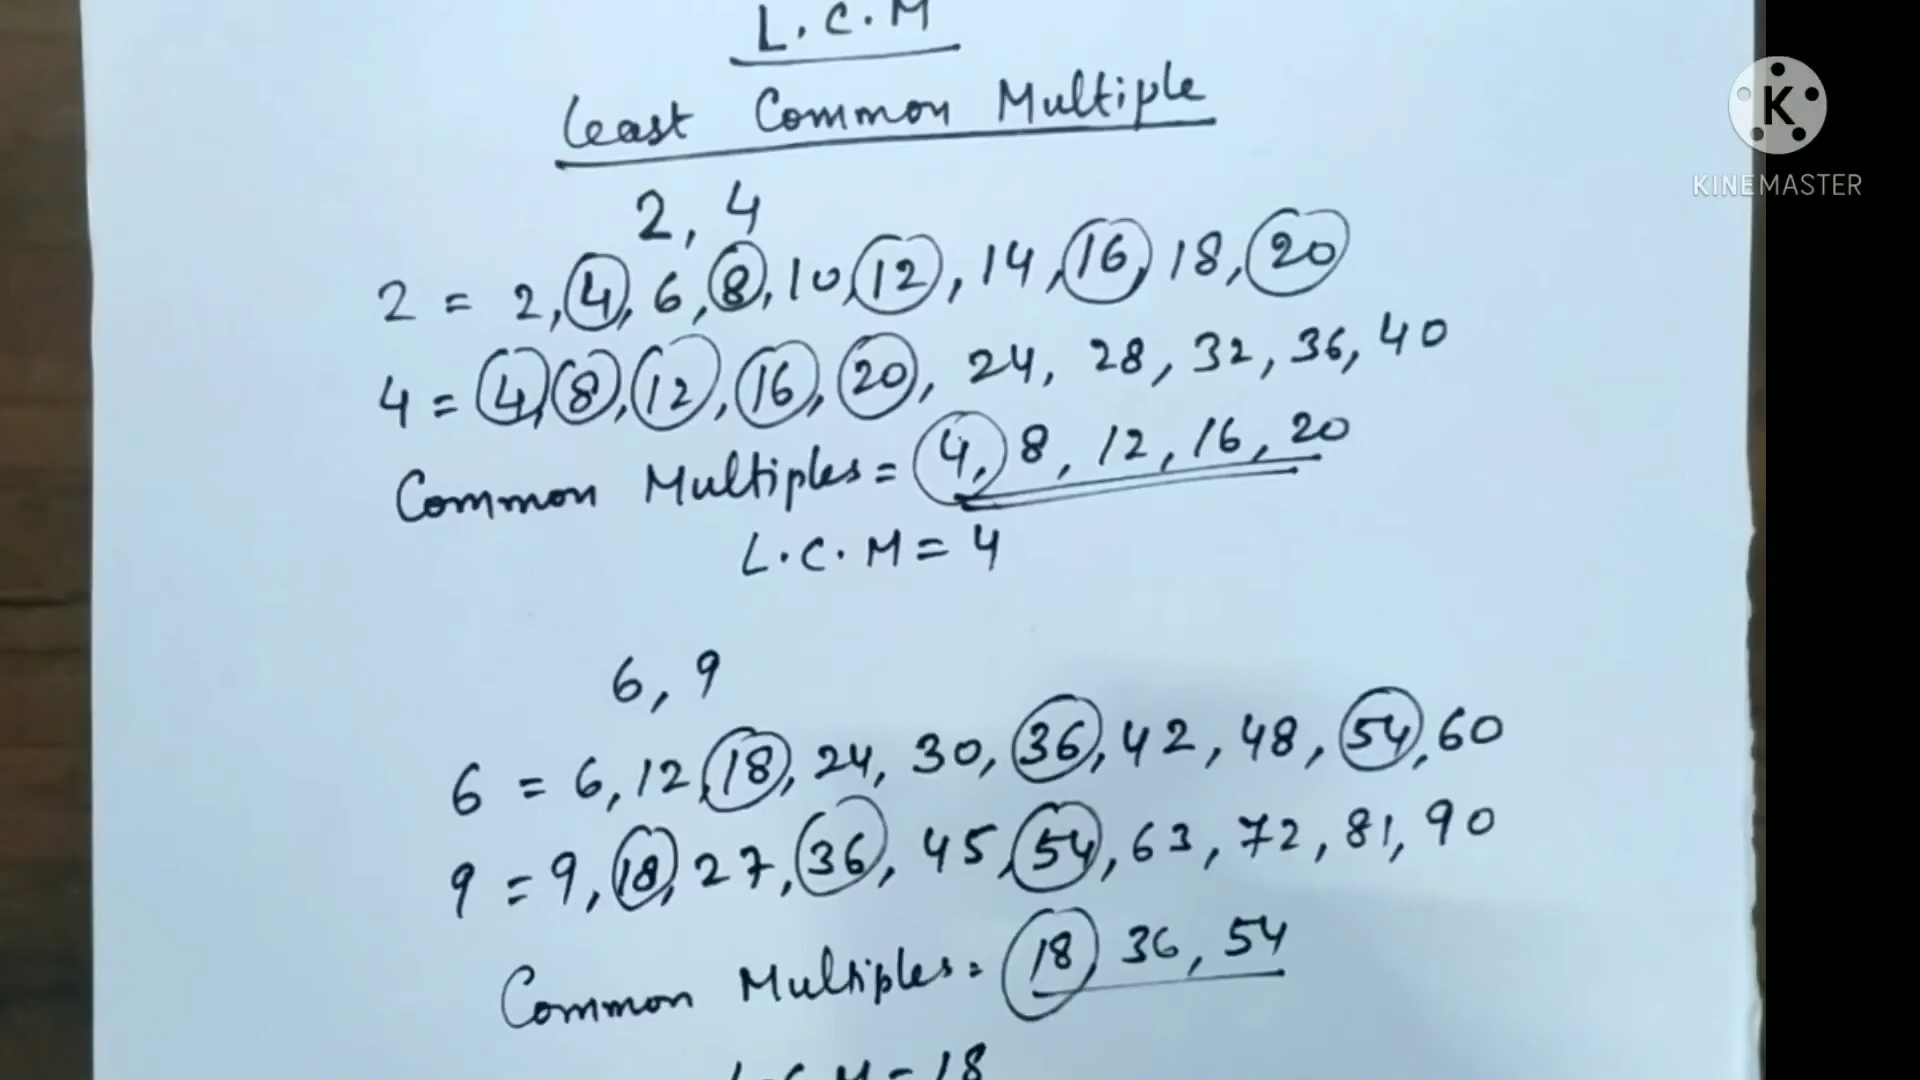 L.C.M
Least Common Multiple
2, 4
2 = 2, 4, 6, 8, 10, 12, 14, 16, 18, 20
4 = 4, 8, 12, 16, 20, 24, 28, 32, 36, 40
Common Multiples = 4, 8, 12, 16, 20
L.C.M = 4
6, 9
6 = 6, 12, 18, 24, 30, 36, 42, 48, 54, 60
9 = 9, 18, 27, 36, 45, 54, 63, 72, 81, 90
Common Multiples = 18, 36, 54
L.C.M = 18
K
KINEMASTER